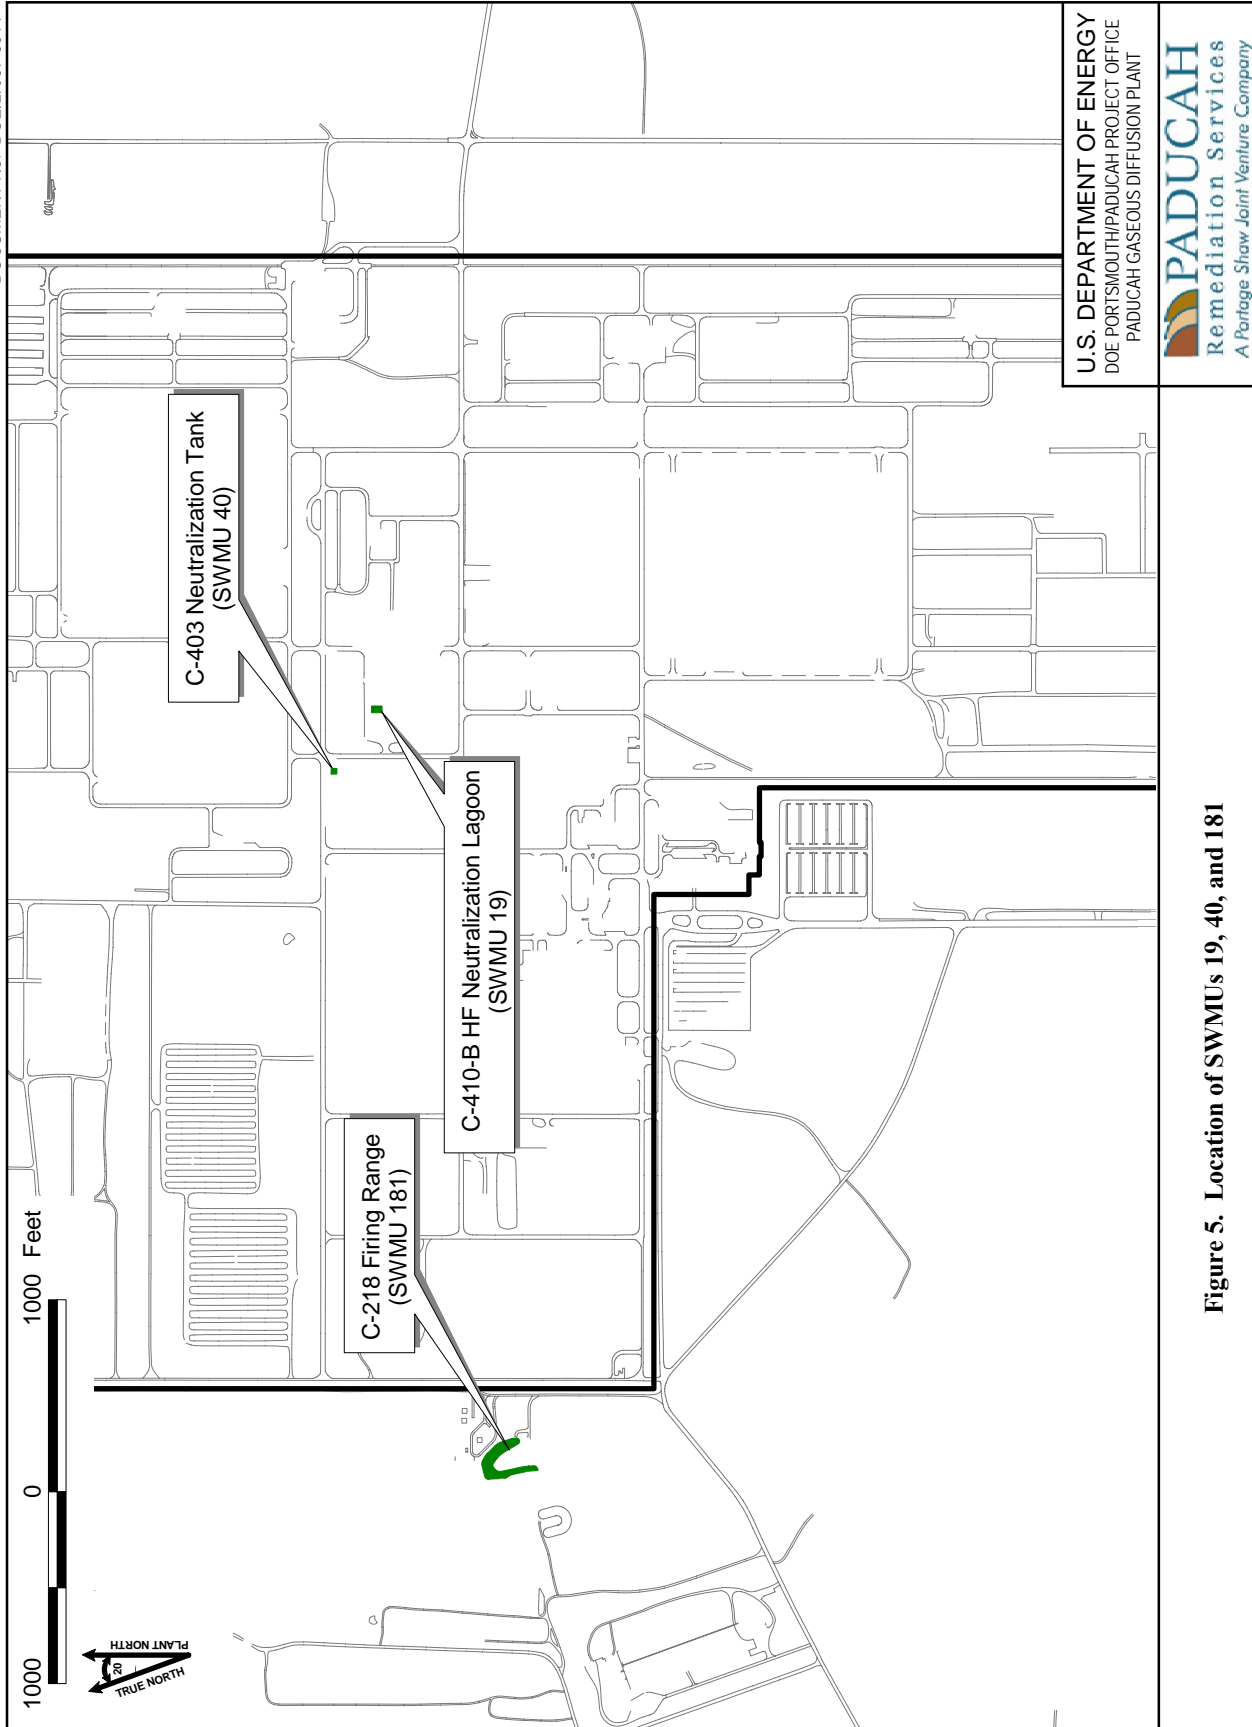 1000 0 1000 Feet
PLANT NORTH
20
TRUE NORTH
C-403 Neutralization Tank
(SWMU 40)
C-218 Firing Range
(SWMU 181)
C-410-B HF Neutralization Lagoon
(SWMU 19)
U.S. DEPARTMENT OF ENERGY
DOE PORTSMOUTH/PADUCAH PROJECT OFFICE
PADUCAH GASEOUS DIFFUSION PLANT
PADUCAH
Remediation Services
A Portage Shaw Joint Venture Company
Figure 5. Location of SWMUs 19, 40, and 181